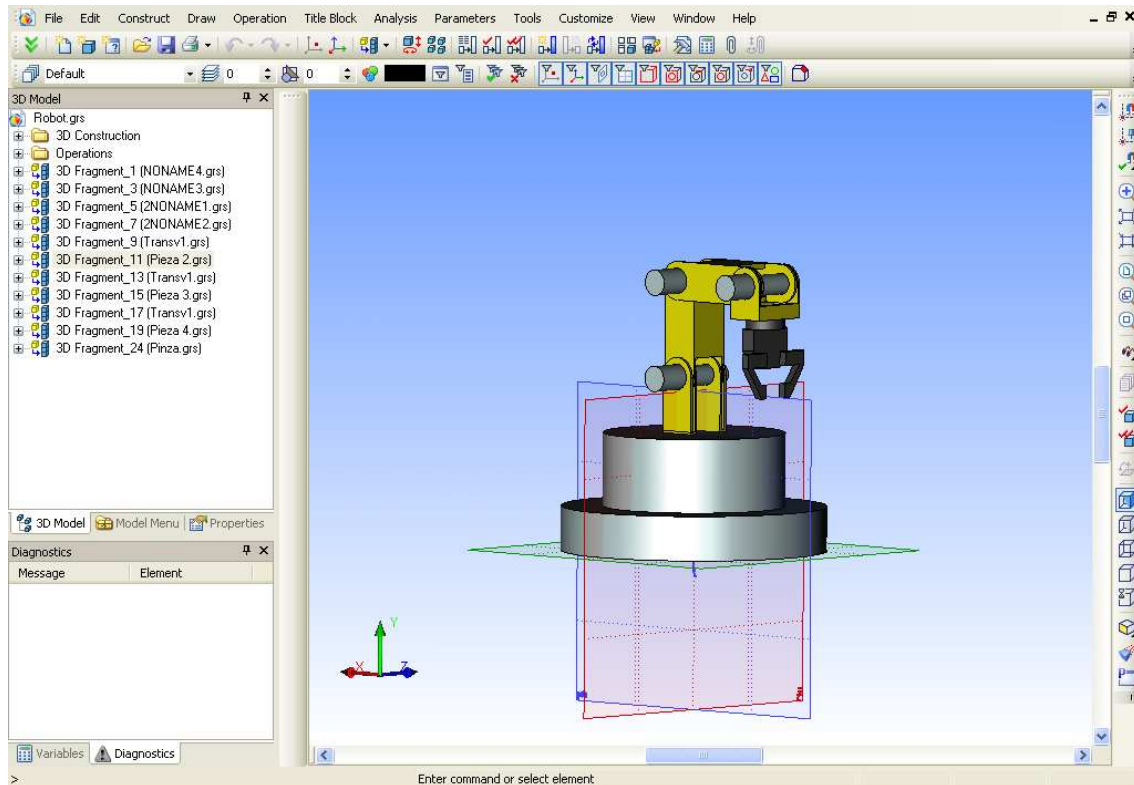 File Edit Construct Draw Operation Title Block Analysis Parameters Tools Customize View Window Help
Default 0 0
3D Model
Robot.grs
3D Construction
Operations
3D Fragment_1 (NONAME4.grs)
3D Fragment_3 (NONAME3.grs)
3D Fragment_5 (2NONAME1.grs)
3D Fragment_7 (2NONAME2.grs)
3D Fragment_9 (Transv1.grs)
3D Fragment_11 (Pieza 2.grs)
3D Fragment_13 (Transv1.grs)
3D Fragment_15 (Pieza 3.grs)
3D Fragment_17 (Transv1.grs)
3D Fragment_19 (Pieza 4.grs)
3D Fragment_24 (Pinza.grs)
3D Model Model Menu Properties
Diagnostics
Message Element
Y
X Z
Variables Diagnostics
> Enter command or select element